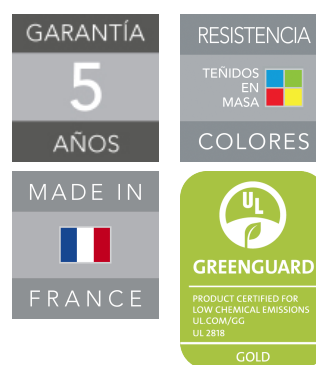 GARANTÍA
5
AÑOS
RESISTENCIA
TEÑIDOS
EN
MASA
COLORES
MADE IN
FRANCE
UL
GREENGUARD
PRODUCT CERTIFIED FOR
LOW CHEMICAL EMISSIONS
UL.COM/GG
UL 2818
GOLD